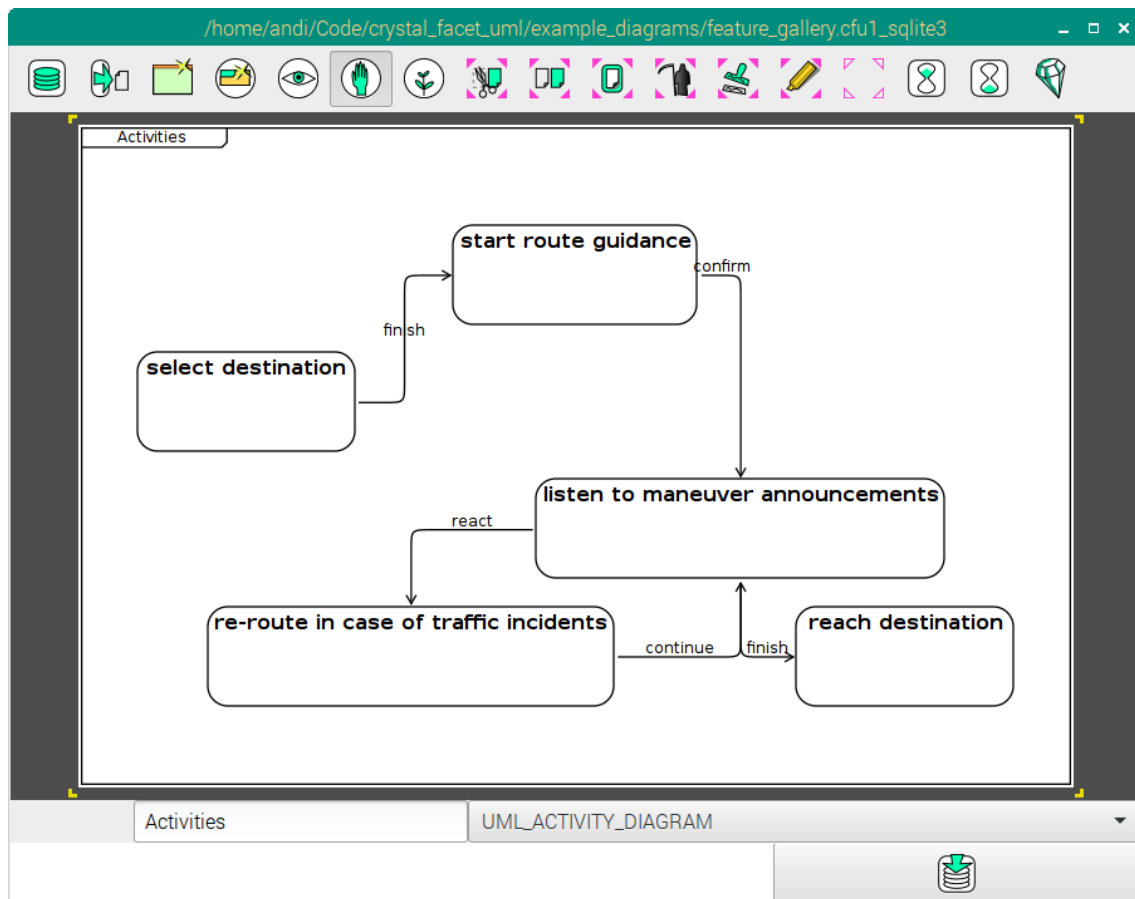 /home/andi/Code/crystal_facet_uml/example_diagrams/feature_gallery.cfu1_sqlite3
Activities
start route guidance
confirm
finish
select destination
listen to maneuver announcements
react
re-route in case of traffic incidents
reach destination
continue
finish
Activities
UML_ACTIVITY_DIAGRAM